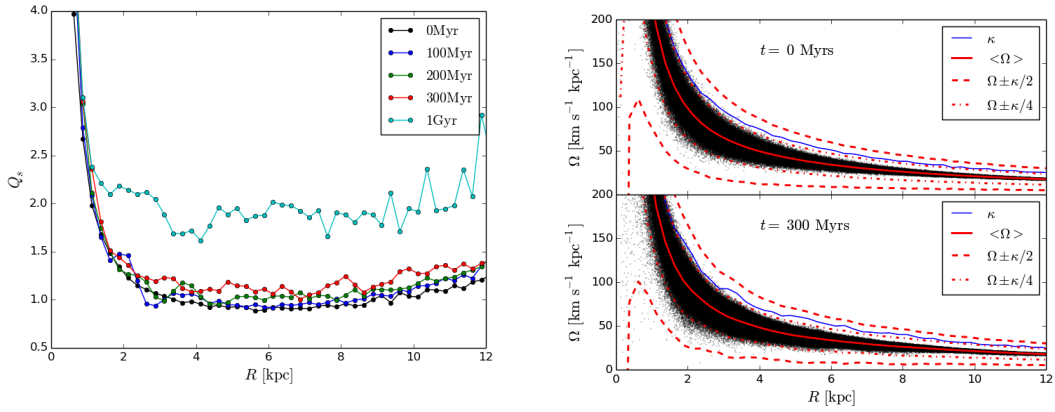 4.0
3.5
3.0
2.5
2.0
1.5
1.0
0.5
Q_s
0 2 4 6 8 10 12
R [kpc]
0Myr
100Myr
200Myr
300Myr
1Gyr
200
150
100
50
Ω [km s⁻¹ kpc⁻¹]
t = 0 Myrs
κ
<Ω>
Ω ± κ/2
Ω ± κ/4
200
150
100
50
0
Ω [km s⁻¹ kpc⁻¹]
t = 300 Myrs
κ
<Ω>
Ω ± κ/2
Ω ± κ/4
0 2 4 6 8 10 12
R [kpc]